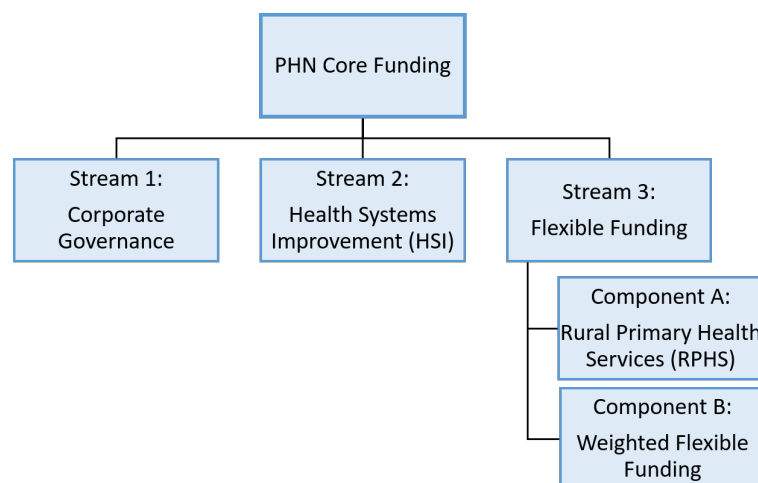 PHN Core Funding
Stream 1:
Corporate
Governance
Stream 2:
Health Systems
Improvement (HSI)
Stream 3:
Flexible Funding
Component A:
Rural Primary Health
Services (RPHS)
Component B:
Weighted Flexible
Funding